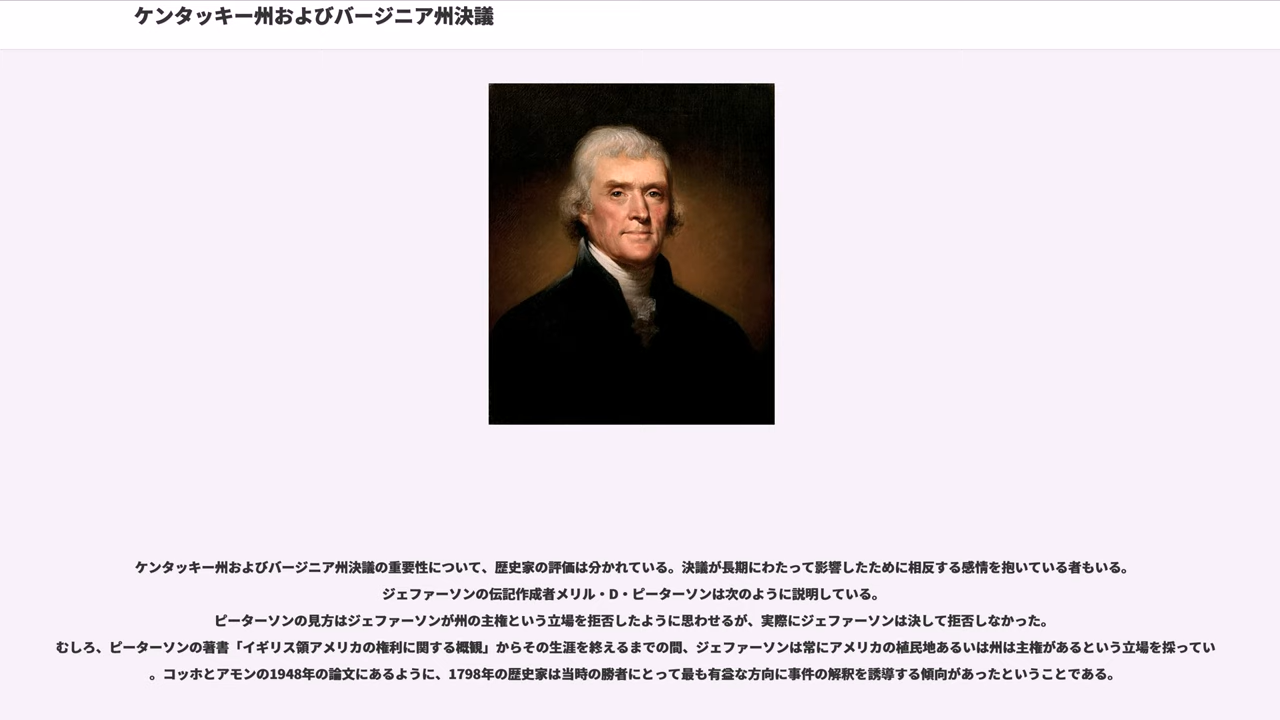 ケンタッキー州およびバージニア州決議
ケンタッキー州およびバージニア州決議の重要性について、歴史家の評価は分かれている。決議が長期にわたって影響したために相反する感情を抱いている者もいる。
ジェファーソンの伝記作成者メリル・D・ピーターソンは次のように説明している。
ピーターソンの見方はジェファーソンが州の主権という立場を拒否したように思わせるが、実際にジェファーソンは決して拒否しなかった。
むしろ、ピーターソンの著書「イギリス領アメリカの権利に関する概観」からその生涯を終えるまでの間、ジェファーソンは常にアメリカの植民地あるいは州は主権があるという立場を採ってい
。コッホとアモンの1948年の論文にあるように、1798年の歴史家は当時の勝者にとって最も有益な方向に事件の解釈を誘導する傾向があったということである。